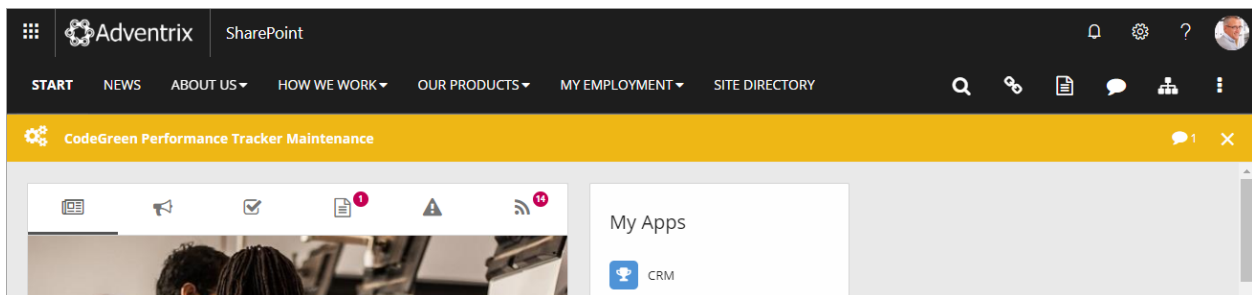 Adventrix SharePoint
START NEWS ABOUT US HOW WE WORK OUR PRODUCTS MY EMPLOYMENT SITE DIRECTORY
CodeGreen Performance Tracker Maintenance 1
1 14
My Apps
CRM